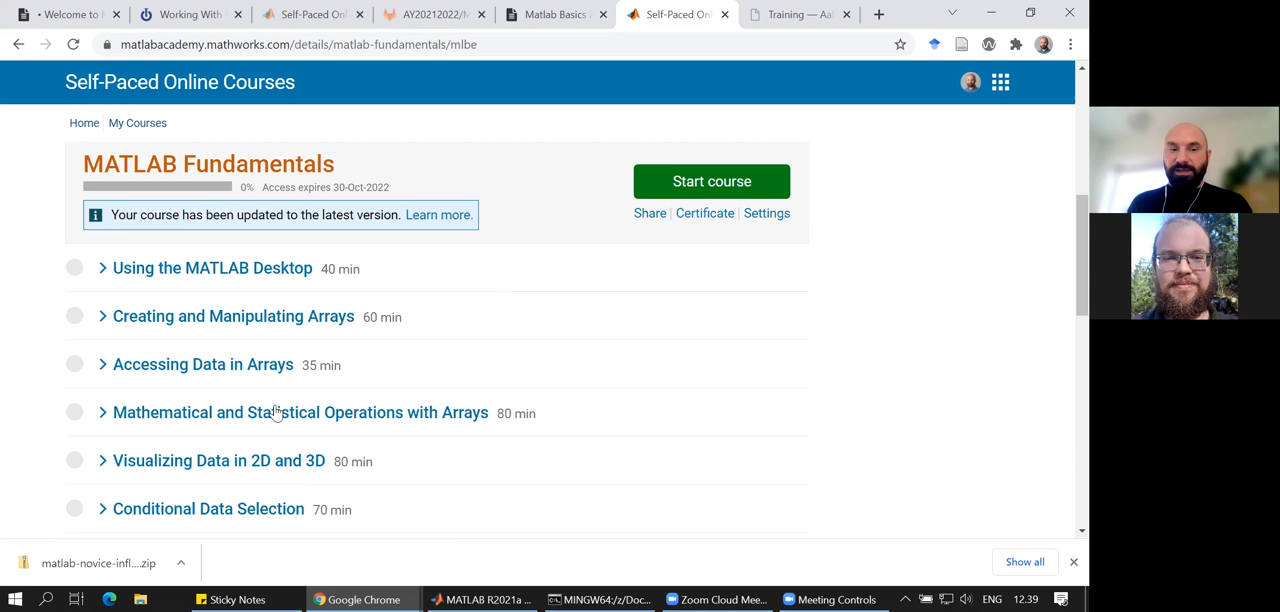 • Welcome to M
Working With
Self-Paced Onl
AY20212022/M
Matlab Basics
Self-Paced Onl
Training — Aal
matlabacademy.mathworks.com/details/matlab-fundamentals/mlbe
Self-Paced Online Courses
Home My Courses
MATLAB Fundamentals
0% Access expires 30-Oct-2022
Start course
Your course has been updated to the latest version. Learn more.
Share Certificate Settings
Using the MATLAB Desktop 40 min
Creating and Manipulating Arrays 60 min
Accessing Data in Arrays 35 min
Mathematical and Statistical Operations with Arrays 80 min
Visualizing Data in 2D and 3D 80 min
Conditional Data Selection 70 min
matlab-novice-infl....zip
Show all
Sticky Notes
Google Chrome
MATLAB R2021a ...
MINGW64:/z/Doc...
Zoom Cloud Mee...
Meeting Controls
ENG
12.39